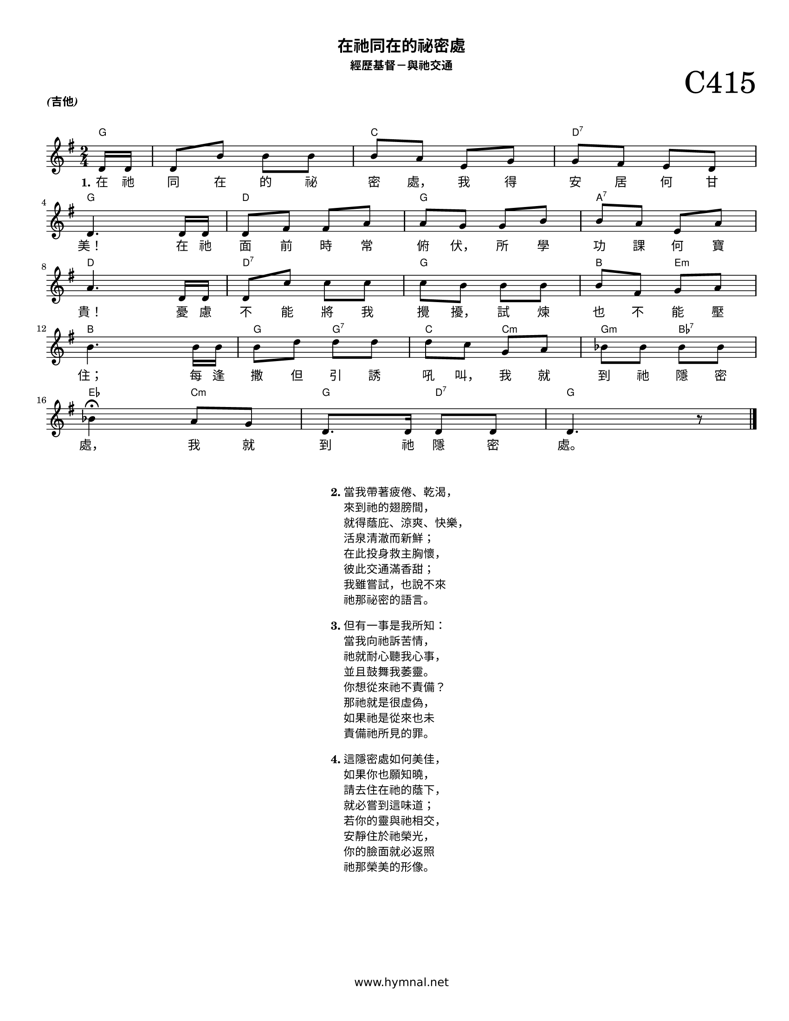 在祂同在的祕密處
經歷基督－與祂交通
C415
(吉他)
G C D7
2 4
1. 在 祂 同 在 的 祕 密 處， 我 得 安 居 何 甘
4 G D G A7
美！ 在 祂 面 前 時 常 俯 伏， 所 學 功 課 何 寶
8 D D7 G B Em
貴！ 憂 慮 不 能 將 我 攪 擾， 試 煉 也 不 能 壓
12 B G G7 C Cm Gm B♭7
住； 每 逢 撒 但 引 誘 吼 叫， 我 就 到 祂 隱 密
16 E♭ Cm G D7 G
處， 我 就 到 祂 隱 密 處。
2. 當我帶著疲倦、乾渴，
來到祂的翅膀間，
就得蔭庇、涼爽、快樂，
活泉清澈而新鮮；
在此投身救主胸懷，
彼此交通滿香甜；
我雖嘗試，也說不來
祂那祕密的語言。
3. 但有一事是我所知：
當我向祂訴苦情，
祂就耐心聽我心事，
並且鼓舞我萎靈。
你想從來祂不責備？
那祂就是很虛偽，
如果祂是從來也未
責備祂所見的罪。
4. 這隱密處如何美佳，
如果你也願知曉，
請去住在祂的蔭下，
就必嘗到這味道；
若你的靈與祂相交，
安靜住於祂榮光，
你的臉面就必返照
祂那榮美的形像。
www.hymnal.net